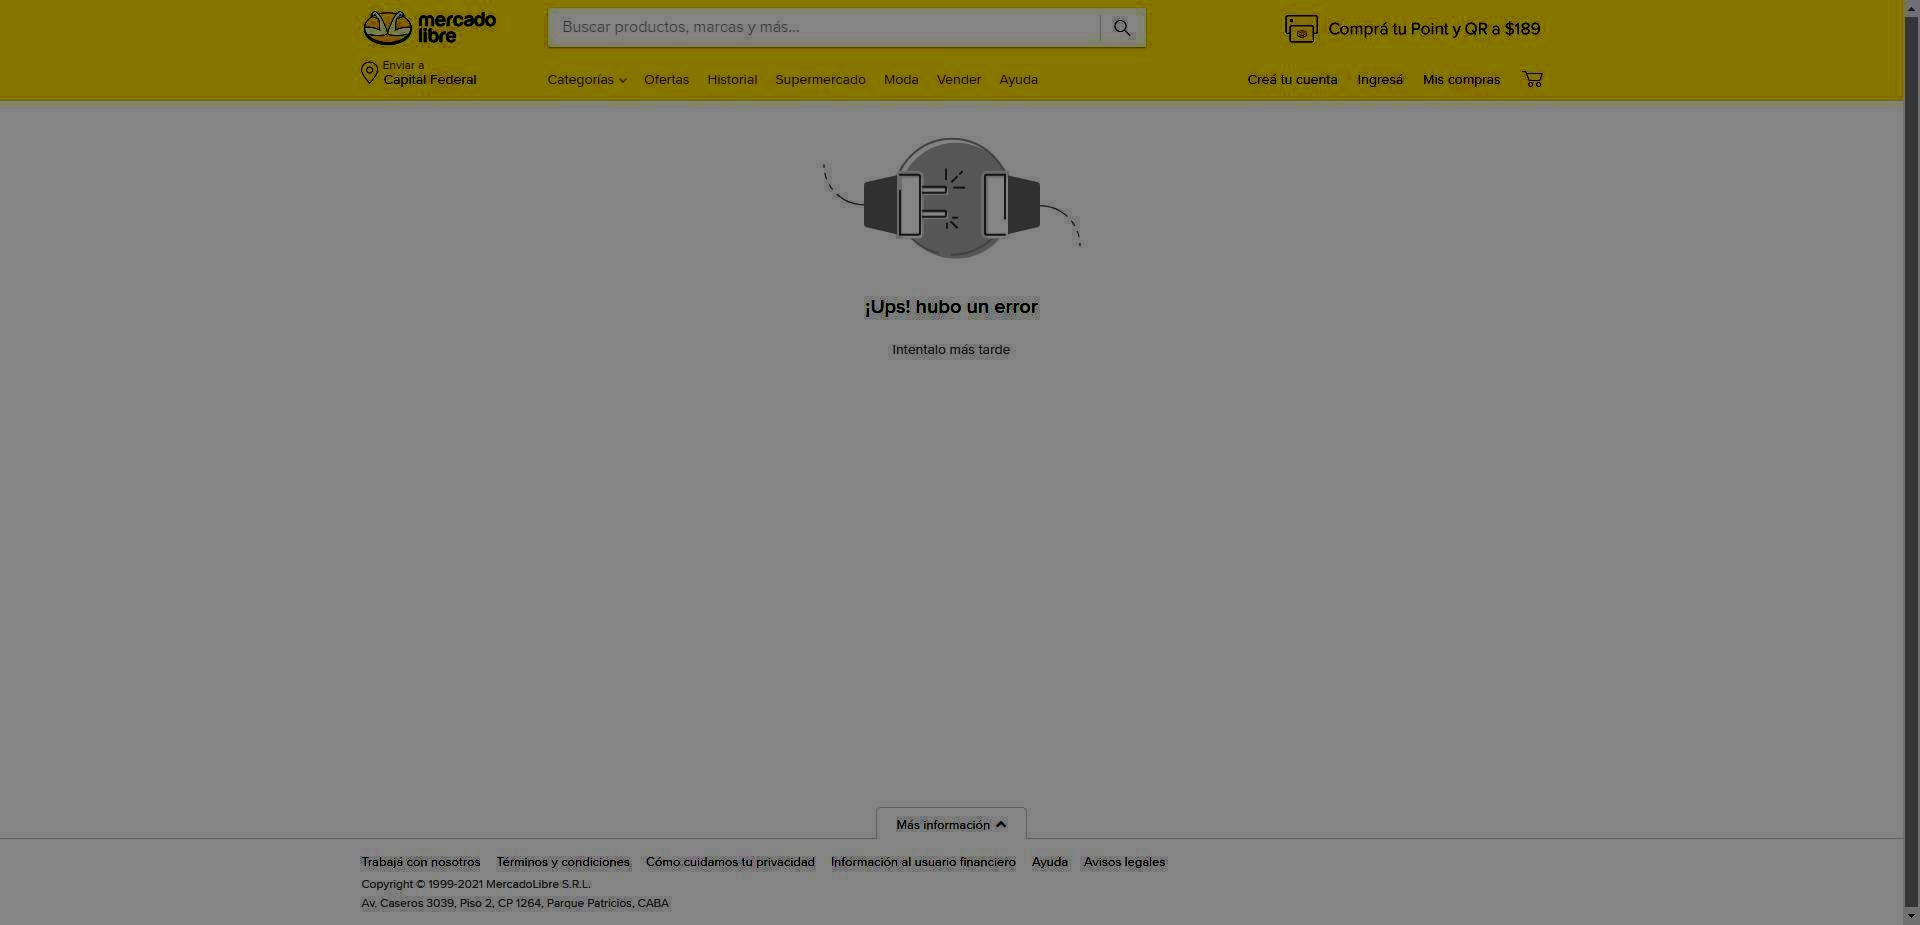 mercado
libre
Buscar productos, marcas y más...
Comprá tu Point y QR a $189
Enviar a
Capital Federal
Categorías Ofertas Historial Supermercado Moda Vender Ayuda
Creá tu cuenta Ingresá Mis compras
¡Ups! hubo un error
Intentalo más tarde
Más información
Trabajá con nosotros Términos y condiciones Cómo cuidamos tu privacidad Información al usuario financiero Ayuda Avisos legales
Copyright © 1999-2021 MercadoLibre S.R.L.
Av. Caseros 3039, Piso 2, CP 1264, Parque Patricios, CABA